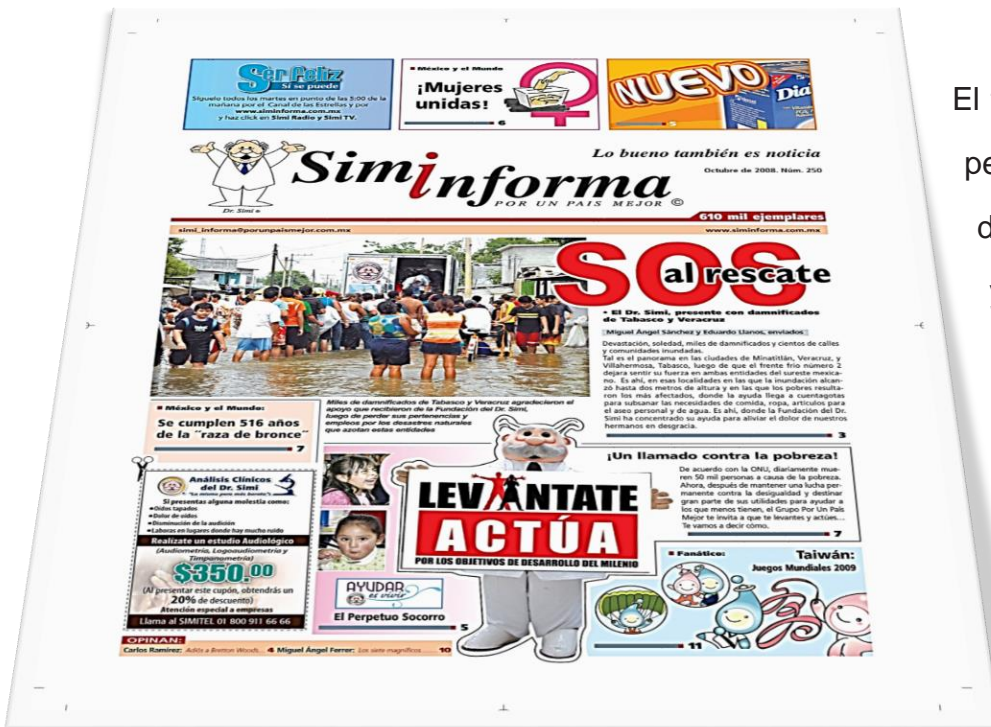 Ser Feliz
Sí se puede
Síguelo todos los martes en punto de las 5:00 de la
mañana por el Canal de las Estrellas y por
www.siminforma.com.mx
y haz click en Simi Radio y Simi TV.
México y el Mundo
¡Mujeres
unidas!
6
NUEVO
Dia
5
Lo bueno también es noticia
Octubre de 2008. Núm. 250
Siminforma
POR UN PAIS MEJOR ©
Dr. Simi ®
610 mil ejemplares
simi_informa@porunpaismejor.com.mx
www.siminforma.com.mx
SOS
al rescate
• El Dr. Simi, presente con damnificados
de Tabasco y Veracruz
Miguel Ángel Sánchez y Eduardo Llanos, enviados
Devastación, soledad, miles de damnificados y cientos de calles
y comunidades inundadas.
Tal es el panorama en las ciudades de Minatitlán, Veracruz, y
Villahermosa, Tabasco, luego de que el frente frío número 2
dejara sentir su fuerza en ambas entidades del sureste mexica-
no. Es ahí, en esas localidades en las que la inundación alcan-
zó hasta dos metros de altura y en las que los pobres resulta-
ron los más afectados, donde la ayuda llega a cuentagotas
para subsanar las necesidades de comida, ropa, artículos para
el aseo personal y de agua. Es ahí, donde la Fundación del Dr.
Simi ha concentrado su ayuda para aliviar el dolor de nuestros
hermanos en desgracia.
3
Miles de damnificados de Tabasco y Veracruz agradecieron el
apoyo que recibieron de la Fundación del Dr. Simi,
luego de perder sus pertenencias y
empleos por los desastres naturales
que azotan estas entidades
México y el Mundo:
Se cumplen 516 años
de la "raza de bronce"
7
Análisis Clínicos
del Dr. Simi
"Lo mismo pero más barato"
Si presentas alguna molestia como:
•Oídos tapados
•Dolor de oídos
•Disminución de la audición
•Laboras en lugares donde hay mucho ruido
Realízate un estudio Audiológico
(Audiometría, Logoaudiometría y
Timpanometría)
$350.00
(Al presentar este cupón, obtendrás un
20% de descuento)
Atención especial a empresas
Llama al SIMITEL 01 800 911 66 66
LEVÁNTATE
ACTÚA
POR LOS OBJETIVOS DE DESARROLLO DEL MILENIO
AYUDAR
es vivir
El Perpetuo Socorro
5
¡Un llamado contra la pobreza!
De acuerdo con la ONU, diariamente mue-
ren 50 mil personas a causa de la pobreza.
Ahora, después de mantener una lucha per-
manente contra la desigualdad y destinar
gran parte de sus utilidades para ayudar a
los que menos tienen, el Grupo Por Un País
Mejor te invita a que te levantes y actúes...
Te vamos a decir cómo.
7
Fanático:
Taiwán:
Juegos Mundiales 2009
11
OPINAN:
Carlos Ramírez: Adiós a Bretton Woods... 4 Miguel Ángel Ferrer: Los siete magníficos ...... 10
El
pe
d